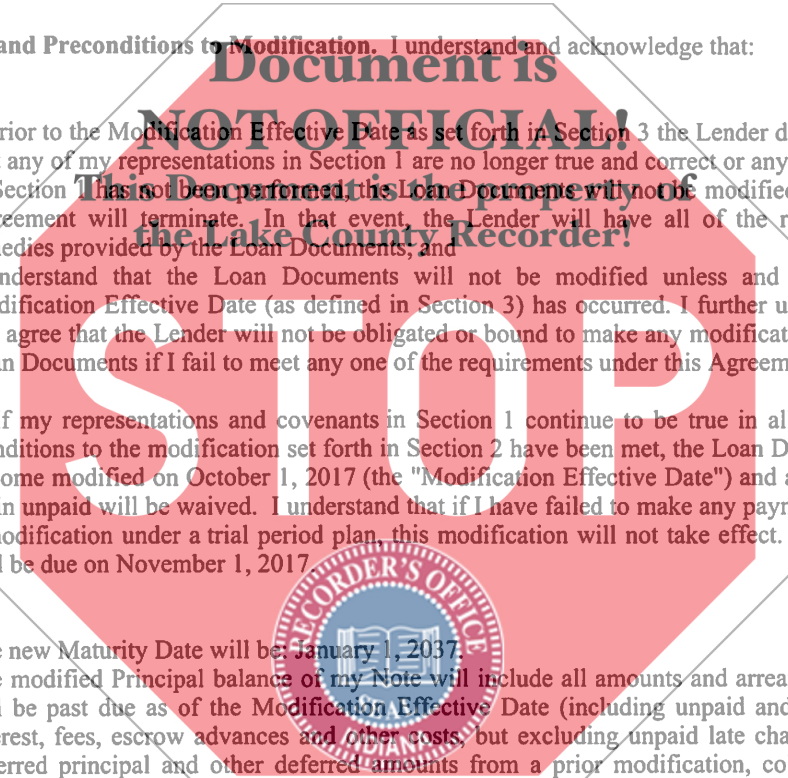 and Preconditions to Modification. I understand and acknowledge that:
Document is
NOT OFFICIAL!
This Document is the property of
the Lake County Recorder!
rior to the Modification Effective Date as set forth in Section 3 the Lender d
any of my representations in Section 1 are no longer true and correct or any
Section 1 has not been performed, the Loan Documents will not be modified
eement will terminate. In that event, the Lender will have all of the r
edies provided by the Loan Documents; and
nderstand that the Loan Documents will not be modified unless and
dification Effective Date (as defined in Section 3) has occurred. I further u
agree that the Lender will not be obligated or bound to make any modificat
n Documents if I fail to meet any one of the requirements under this Agreem
STOP
f my representations and covenants in Section 1 continue to be true in al
nditions to the modification set forth in Section 2 have been met, the Loan D
ome modified on October 1, 2017 (the "Modification Effective Date") and a
in unpaid will be waived. I understand that if I have failed to make any payr
nodification under a trial period plan, this modification will not take effect.
l be due on November 1, 2017.
RECORDER'S OFFICE
SEAL
INDIANA
e new Maturity Date will be: January 1, 2037.
e modified Principal balance of my Note will include all amounts and arrea
l be past due as of the Modification Effective Date (including unpaid and
erest, fees, escrow advances and other costs, but excluding unpaid late cha
erred principal and other deferred amounts from a prior modification, co